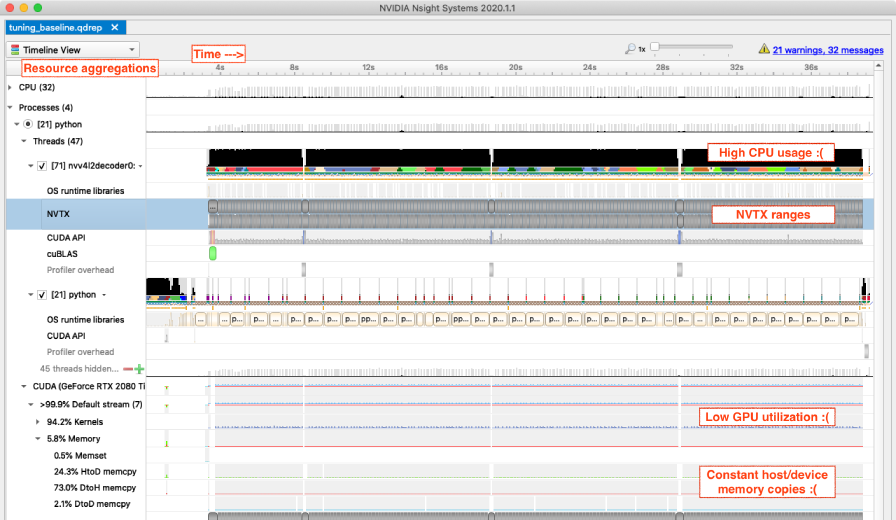 NVIDIA Nsight Systems 2020.1.1
tuning_baseline.qdrep
Timeline View
Time --->
1x
21 warnings, 32 messages
Resource aggregations
4s 8s 12s 16s 20s 24s 28s 32s 36s
CPU (32)
Processes (4)
[21] python
Threads (47)
High CPU usage :(
[71] nvv4l2decoder0:
OS runtime libraries
NVTX
NVTX ranges
CUDA API
cuBLAS
Profiler overhead
[21] python
OS runtime libraries
... ... p... ... ... p... p... p... p... pp... p... p... p... pp... p... p... p... p... p... p... p... p... p... ... p... ... p... p... p... p... p... p... p...
CUDA API
Profiler overhead
45 threads hidden...
CUDA (GeForce RTX 2080 Ti
>99.9% Default stream (7)
Low GPU utilization :(
94.2% Kernels
5.8% Memory
0.5% Memset
24.3% HtoD memcpy
Constant host/device
73.0% DtoH memcpy
memory copies :(
2.1% DtoD memcpy